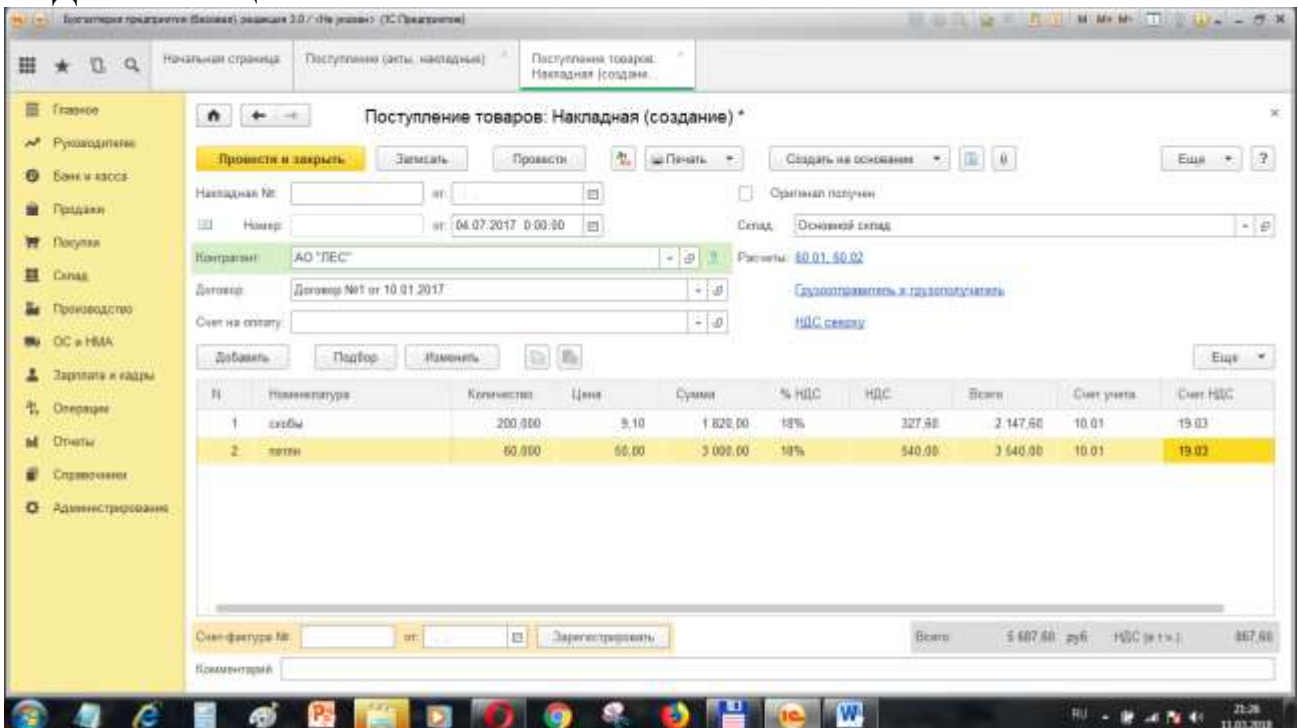 Бухгалтерия предприятия (базовая), редакция 3.0 / (Не указан) (1С:Предприятие)
M M+ M-
Начальная страница
Поступление (акты, накладные)
Поступление товаров:
Накладная (создани...
Главное
Руководителю
Банк и касса
Продажи
Покупки
Склад
Производство
ОС и НМА
Зарплата и кадры
Операции
Отчеты
Справочники
Администрирование
Поступление товаров: Накладная (создание) *
Провести и закрыть Записать Провести Печать Создать на основании Еще ?
Накладная №: от: Оригинал получен
Номер: от: 04.07.2017 0:00:00 Склад: Основной склад
Контрагент: АО "ЛЕС" ? Расчеты: 60.01, 60.02
Договор: Договор №1 от 10.01.2017 Грузоотправитель и грузополучатель
Счет на оплату: НДС сверху
Добавить Подбор Изменить Еще
N Номенклатура Количество Цена Сумма % НДС НДС Всего Счет учета Счет НДС
1 скобы 200,000 9,10 1 820,00 18% 327,60 2 147,60 10.01 19.03
2 петли 60,000 50,00 3 000,00 18% 540,00 3 540,00 10.01 19.03
Счет-фактура №: от: Зарегистрировать Всего: 5 687,60 руб. НДС (в т.ч.): 867,60
Комментарий:
RU 21:26
11.03.2018